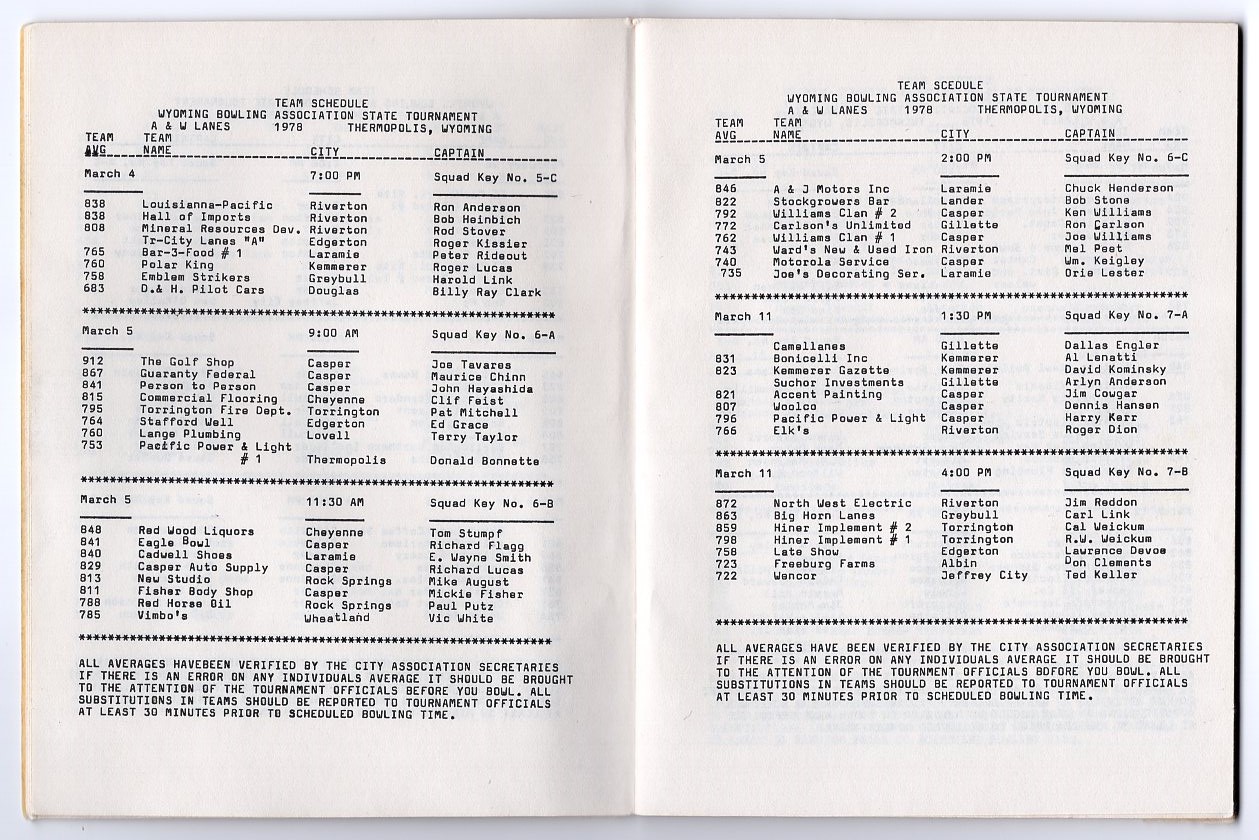 TEAM SCHEDULE
WYOMING BOWLING ASSOCIATION STATE TOURNAMENT
A & W LANES 1978 THERMOPOLIS, WYOMING
TEAM TEAM
AVG NAME CITY CAPTAIN
March 4 7:00 PM Squad Key No. 5-C
838 Louisianna-Pacific Riverton Ron Anderson
838 Hall of Imports Riverton Bob Heinbich
808 Mineral Resources Dev. Riverton Rod Stover
Tr-City Lanes "A" Edgerton Roger Kissier
765 Bar-3-Food # 1 Laramie Peter Rideout
760 Polar King Kemmerer Roger Lucas
758 Emblem Strikers Greybull Harold Link
683 D.& H. Pilot Cars Douglas Billy Ray Clark
****************************************************************
March 5 9:00 AM Squad Key No. 6-A
912 The Golf Shop Casper Joe Tavares
867 Guaranty Federal Casper Maurice Chinn
841 Person to Person Casper John Hayashida
815 Commercial Flooring Cheyenne Clif Feist
795 Torrington Fire Dept. Torrington Pat Mitchell
764 Stafford Well Edgerton Ed Grace
760 Lange Plumbing Lovell Terry Taylor
753 Pacific Power & Light
# 1 Thermopolis Donald Bonnette
****************************************************************
March 5 11:30 AM Squad Key No. 6-B
848 Red Wood Liquors Cheyenne Tom Stumpf
841 Eagle Bowl Casper Richard Flagg
840 Cadwell Shoes Laramie E. Wayne Smith
829 Casper Auto Supply Casper Richard Lucas
813 New Studio Rock Springs Mike August
811 Fisher Body Shop Casper Mickie Fisher
788 Red Horse Oil Rock Springs Paul Putz
785 Vimbo's Wheatland Vic White
****************************************************************
ALL AVERAGES HAVEBEEN VERIFIED BY THE CITY ASSOCIATION SECRETARIES
IF THERE IS AN ERROR ON ANY INDIVIDUALS AVERAGE IT SHOULD BE BROUGHT
TO THE ATTENTION OF THE TOURNAMENT OFFICIALS BEFORE YOU BOWL. ALL
SUBSTITUTIONS IN TEAMS SHOULD BE REPORTED TO TOURNAMENT OFFICIALS
AT LEAST 30 MINUTES PRIOR TO SCHEDULED BOWLING TIME.
TEAM SCEDULE
WYOMING BOWLING ASSOCIATION STATE TOURNAMENT
A & W LANES 1978 THERMOPOLIS, WYOMING
TEAM TEAM
AVG NAME CITY CAPTAIN
March 5 2:00 PM Squad Key No. 6-C
846 A & J Motors Inc Laramie Chuck Henderson
822 Stockgrowers Bar Lander Bob Stone
792 Williams Clan # 2 Casper Ken Williams
772 Carlson's Unlimited Gillette Ron Carlson
762 Williams Clan # 1 Casper Joe Williams
743 Ward's New & Used Iron Riverton Mel Peet
740 Motorola Service Casper Wm. Keigley
735 Joe's Decorating Ser. Laramie Orie Lester
****************************************************************
March 11 1:30 PM Squad Key No. 7-A
Camellanes Gillette Dallas Engler
831 Bonicelli Inc Kemmerer Al Lenatti
823 Kemmerer Gazette Kemmerer David Kominsky
Suchor Investments Gillette Arlyn Anderson
821 Accent Painting Casper Jim Cowgar
807 Woolco Casper Dennis Hansen
796 Pacific Power & Light Casper Harry Kerr
766 Elk's Riverton Roger Dion
****************************************************************
March 11 4:00 PM Squad Key No. 7-B
872 North West Electric Riverton Jim Reddon
863 Big Horn Lanes Greybull Carl Link
859 Hiner Implement # 2 Torrington Cal Weickum
798 Hiner Implement # 1 Torrington R.W. Weickum
758 Late Show Edgerton Lawrence Devoe
723 Freeburg Farms Albin Don Clements
722 Wencor Jeffrey City Ted Keller
****************************************************************
ALL AVERAGES HAVE BEEN VERIFIED BY THE CITY ASSOCIATION SECRETARIES
IF THERE IS AN ERROR ON ANY INDIVIDUALS AVERAGE IT SHOULD BE BROUGHT
TO THE ATTENTION OF THE TOURNMENT OFFICIALS BOFORE YOU BOWL. ALL
SUBSTITUTIONS IN TEAMS SHOULD BE REPORTED TO TOURNMENT OFFICIALS
AT LEAST 30 MINUTES PRIOR TO SCHEDULED BOWLING TIME.